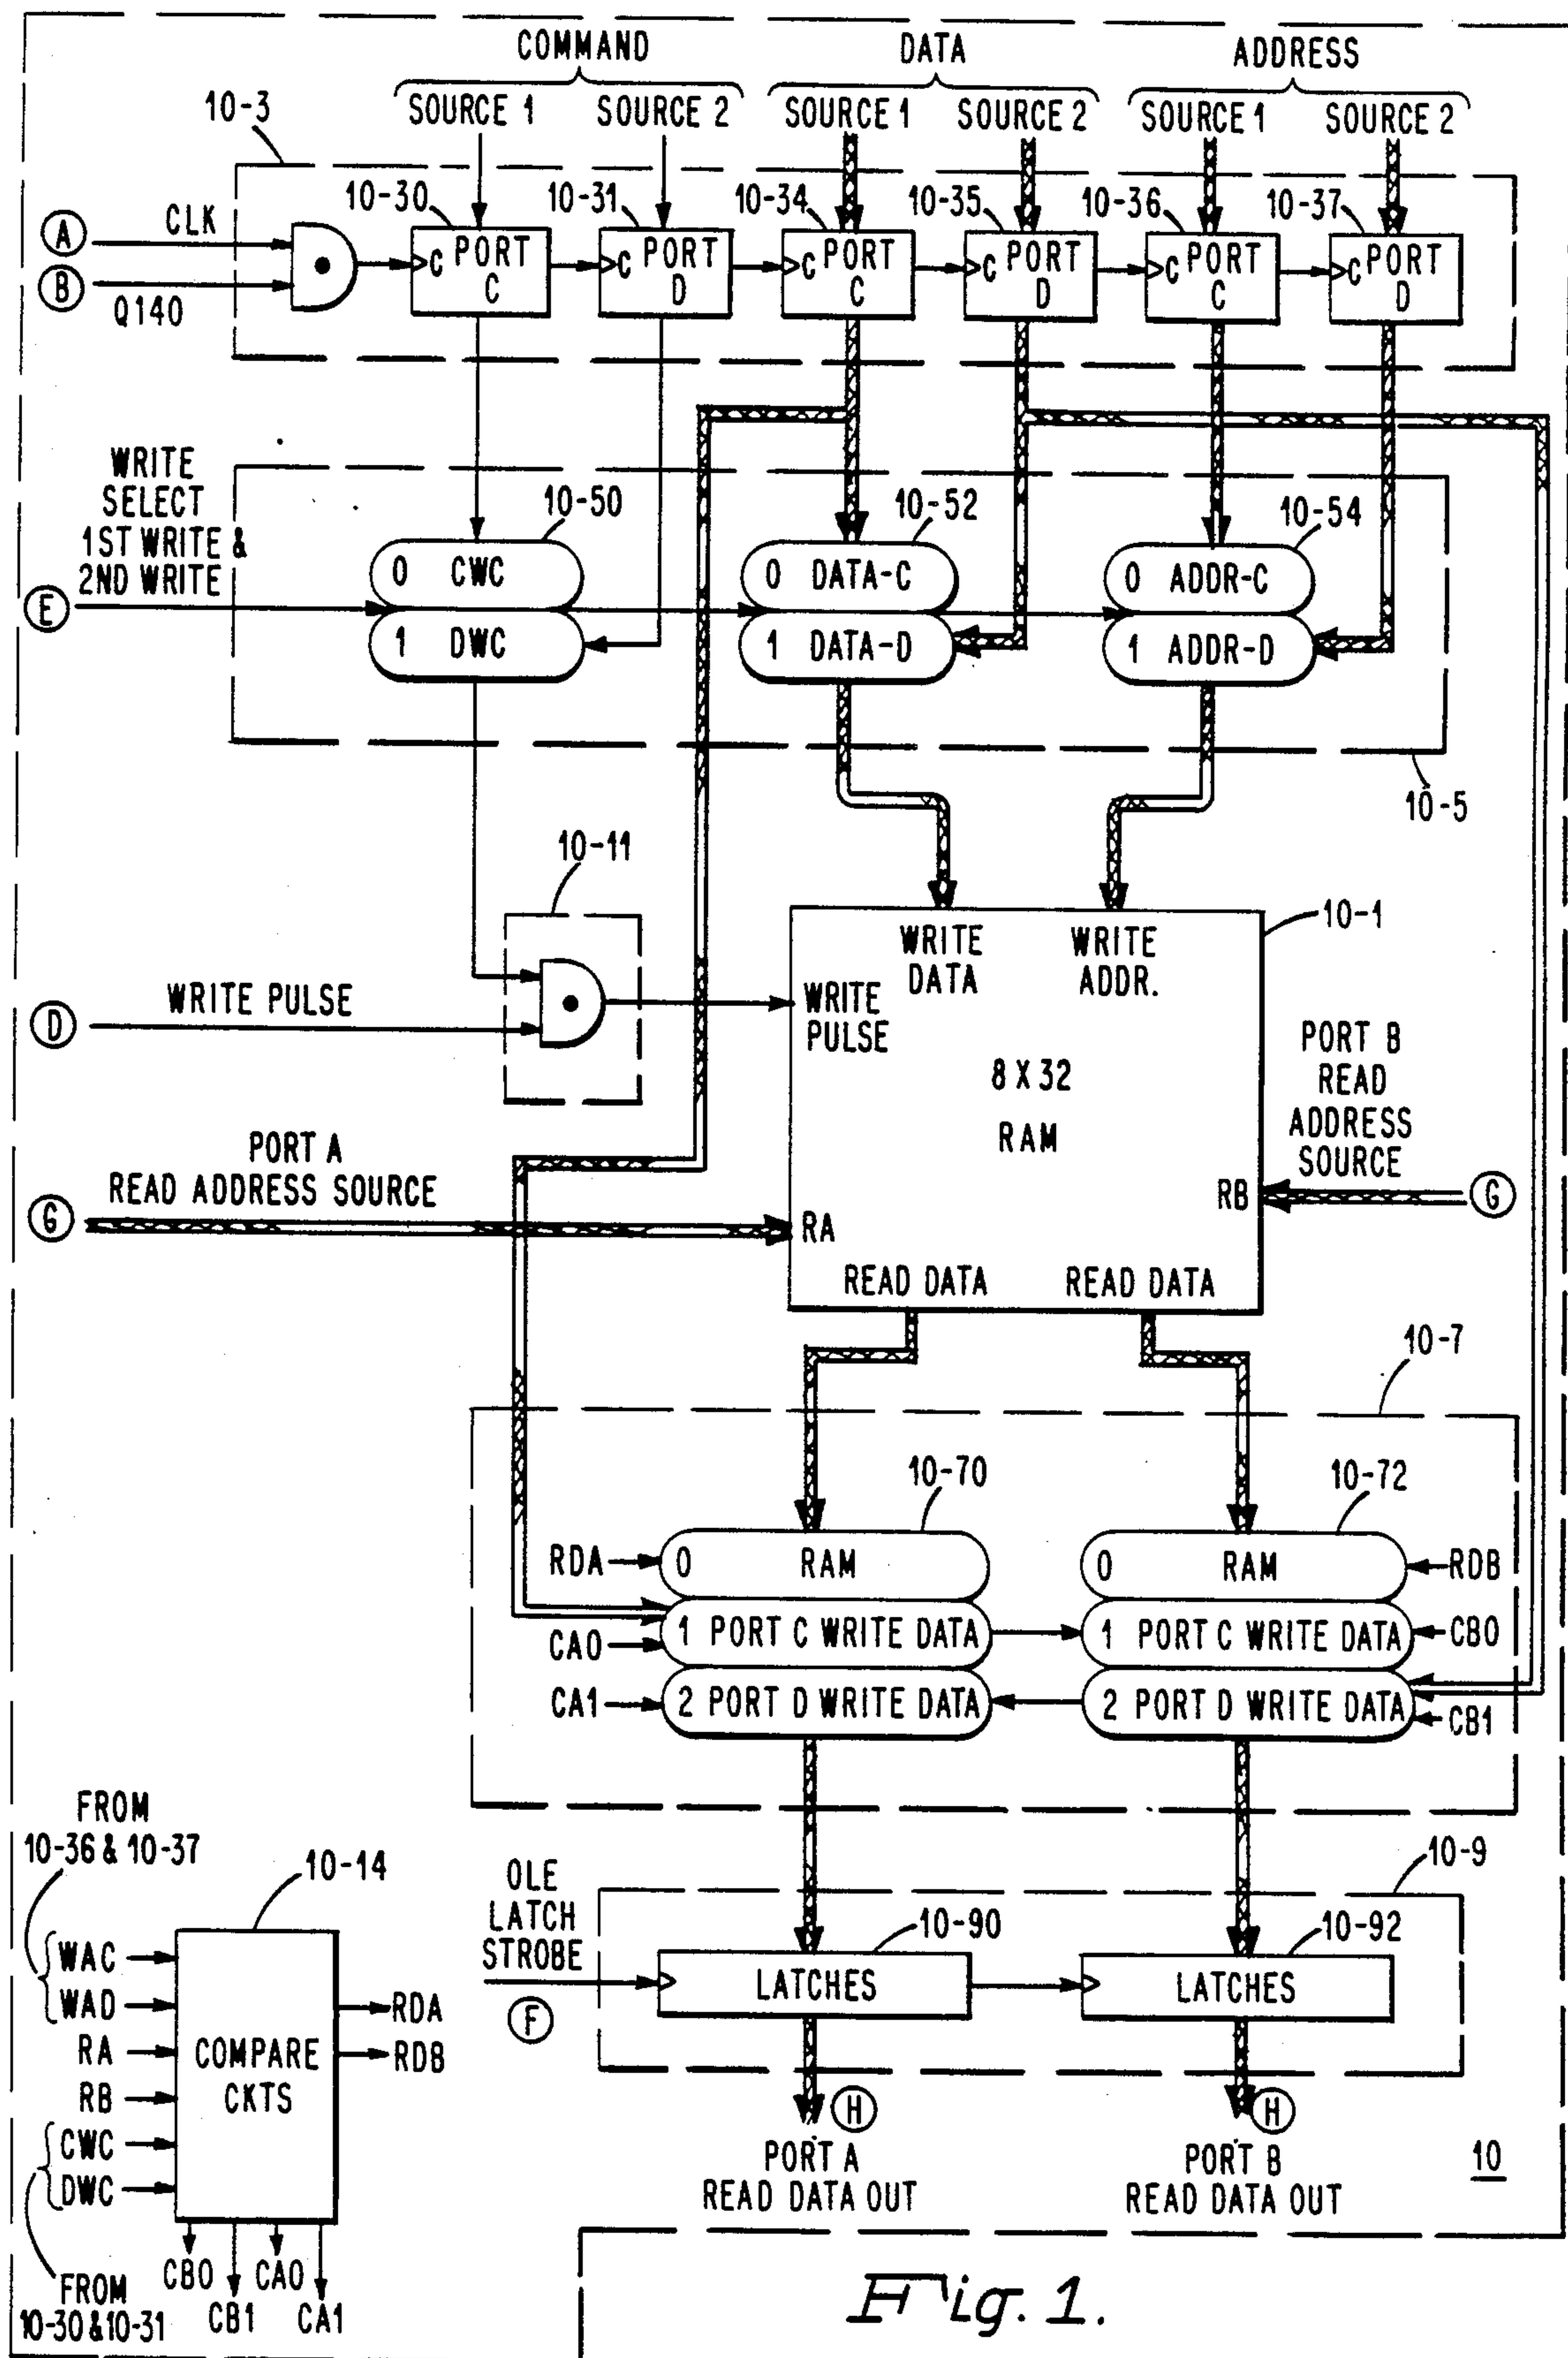 COMMAND DATA ADDRESS
SOURCE 1 SOURCE 2 SOURCE 1 SOURCE 2 SOURCE 1 SOURCE 2
10-3
10-30 10-31 10-34 10-35 10-36 10-37
A CLK
B Q140
C PORT C
C PORT D
C PORT C
C PORT D
C PORT C
C PORT D
WRITE
SELECT
1ST WRITE &
2ND WRITE
E
10-50 10-52 10-54
0 CWC 0 DATA-C 0 ADDR-C
1 DWC 1 DATA-D 1 ADDR-D
10-5
10-11
10-1
D WRITE PULSE
WRITE DATA
WRITE ADDR.
WRITE PULSE
8 X 32
RAM
PORT B
READ
ADDRESS
SOURCE
PORT A
READ ADDRESS SOURCE
G RA
RB G
READ DATA READ DATA
10-7
10-70 10-72
RDA 0 RAM 0 RAM RDB
1 PORT C WRITE DATA 1 PORT C WRITE DATA
CA0 CB0
CA1 2 PORT D WRITE DATA 2 PORT D WRITE DATA
CB1
FROM
10-36 & 10-37
10-14
OLE
LATCH
STROBE
F
10-9
10-90 10-92
LATCHES LATCHES
WAC
WAD
RA
RB
CWC
DWC
COMPARE
CKTS
RDA
RDB
CB0 CA0
CB1 CA1
FROM
10-30 & 10-31
H H
PORT A
READ DATA OUT
PORT B
READ DATA OUT
10
Fig. 1.